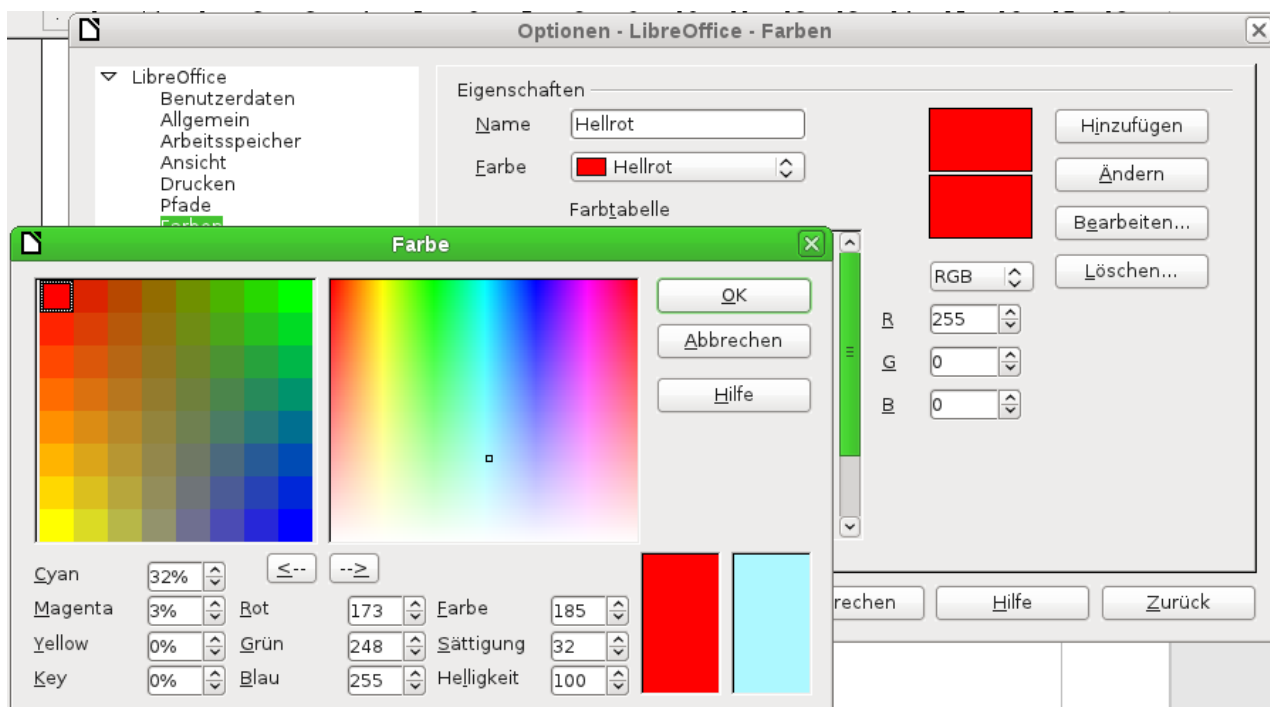 Optionen - LibreOffice - Farben
LibreOffice
Benutzerdaten
Allgemein
Arbeitsspeicher
Ansicht
Drucken
Pfade
Farben
Eigenschaften
Name Hellrot
Farbe Hellrot
Farbtabelle
Hinzufügen
Ändern
Bearbeiten...
Löschen...
RGB
R 255
G 0
B 0
Farbe
OK
Abbrechen
Hilfe
<-- -->
Cyan 32%
Magenta 3% Rot 173 Farbe 185
Yellow 0% Grün 248 Sättigung 32
Key 0% Blau 255 Helligkeit 100
rechen Hilfe Zurück